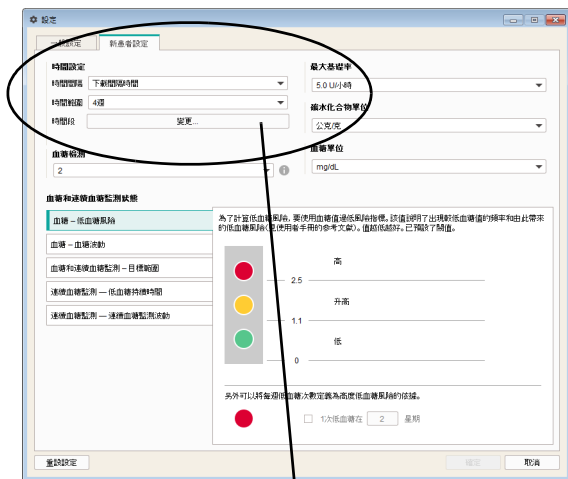 設定
一般設定
新患者設定
時間設定
時間間隔 下載間隔時間
時間範圍 4週
時間段 變更...
血糖檢測
2
最大基礎率
5.0 U/小時
碳水化合物單位
公克/克
血糖單位
mg/dL
血糖和連續血糖監測狀態
血糖 – 低血糖風險
血糖 – 血糖波動
血糖和連續血糖監測 – 目標範圍
連續血糖監測 – 低血糖持續時間
連續血糖監測 – 連續血糖監測波動
為了計算低血糖風險，要使用血糖值過低風險指標。該值說明了出現較低血糖值的頻率和由此帶來
的低血糖風險（見使用者手冊的參考文獻）。值越低越好。已預設了閾值。
高
2.5
升高
1.1
低
0
另外可以將每週低血糖次數定義為高度低血糖風險的依據。
1次低血糖在 2 星期
重設設定
確定
取消